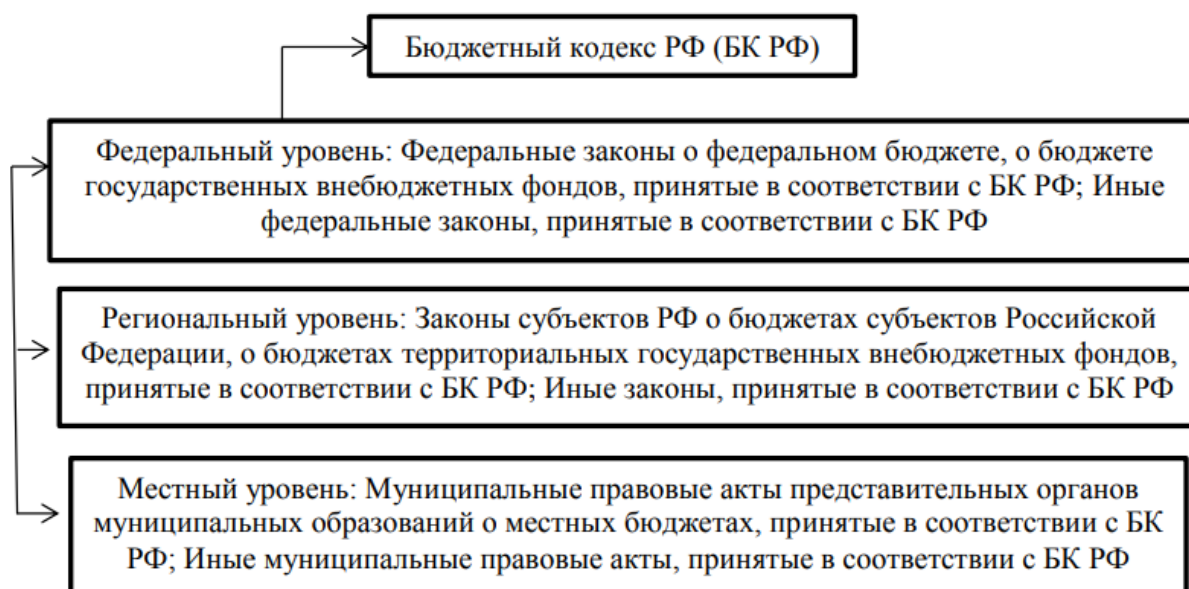 Бюджетный кодекс РФ (БК РФ)
Федеральный уровень: Федеральные законы о федеральном бюджете, о бюджете
государственных внебюджетных фондов, принятые в соответствии с БК РФ; Иные
федеральные законы, принятые в соответствии с БК РФ
Региональный уровень: Законы субъектов РФ о бюджетах субъектов Российской
Федерации, о бюджетах территориальных государственных внебюджетных фондов,
принятые в соответствии с БК РФ; Иные законы, принятые в соответствии с БК РФ
Местный уровень: Муниципальные правовые акты представительных органов
муниципальных образований о местных бюджетах, принятые в соответствии с БК
РФ; Иные муниципальные правовые акты, принятые в соответствии с БК РФ